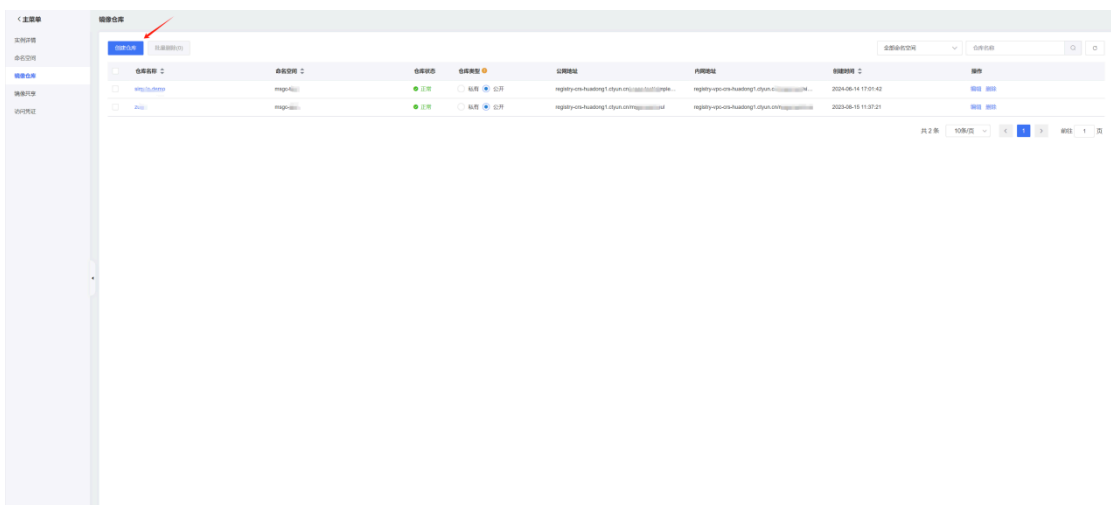 < 主菜单
镜像仓库
实例详情
命名空间
镜像仓库
镜像共享
访问凭证
创建仓库 批量删除(0) 全部命名空间 仓库名称
仓库名称 命名空间 仓库状态 仓库类型 公网地址 内网地址 创建时间 操作
正常 私有 公开 registry-crs-huadong1.ctyun.cn 2024-06-14 17:01:42 编辑 删除
正常 私有 公开 registry-crs-huadong1.ctyun.cn registry-vpc-crs-huadong1.ctyun.cn 2023-08-15 11:37:21 编辑 删除
共 2 条 10条/页 < 1 > 前往 1 页